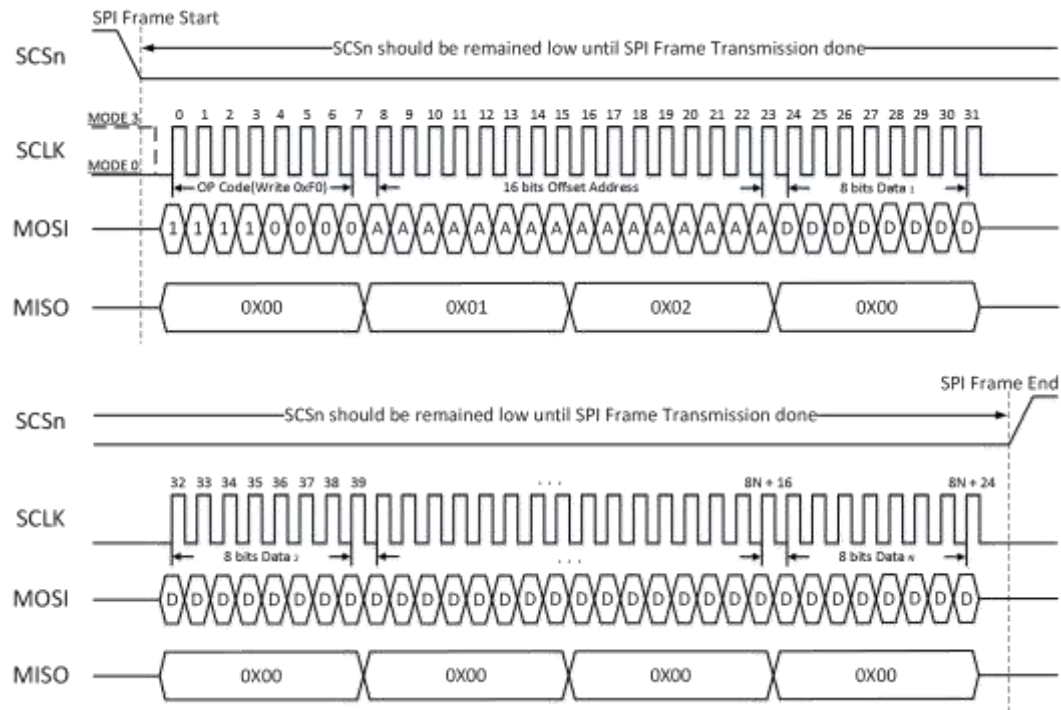 SPI Frame Start
SCSn SCSn should be remained low until SPI Frame Transmission done
MODE 3 0 1 2 3 4 5 6 7 8 9 10 11 12 13 14 15 16 17 18 19 20 21 22 23 24 25 26 27 28 29 30 31
SCLK
MODE 0
OP Code(Write 0xF0) 16 bits Offset Address 8 bits Data 1
MOSI 1 1 1 1 0 0 0 0 A A A A A A A A A A A A A A A A D D D D D D D D
MISO 0X00 0X01 0X02 0X00
SPI Frame End
SCSn SCSn should be remained low until SPI Frame Transmission done
32 33 34 35 36 37 38 39 . . . 8N + 16 8N + 24
SCLK
8 bits Data 2 . . . 8 bits Data N
MOSI D D D D D D D D D D D D D D D D D D D D D D D D D D D D D D D D
MISO 0X00 0X00 0X00 0X00